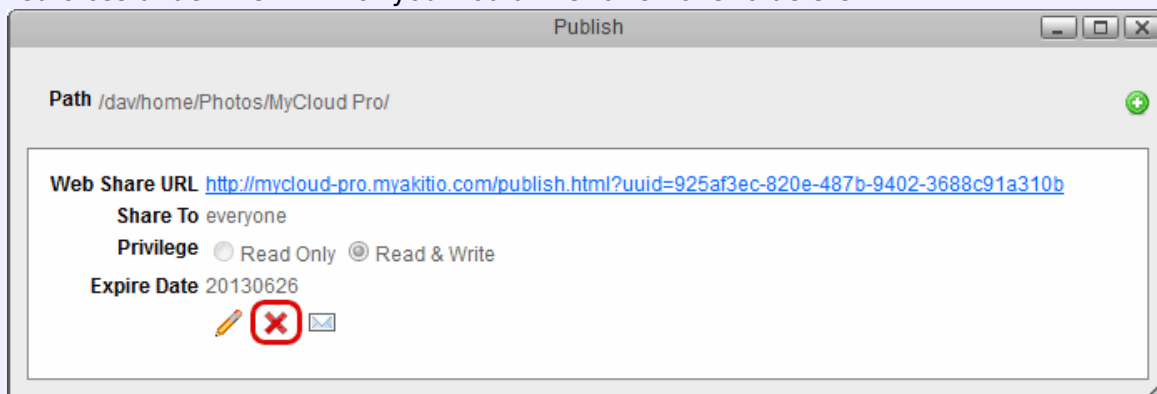 Publish
Path /dav/home/Photos/MyCloud Pro/
Web Share URL http://mycloud-pro.myakitio.com/publish.html?uuid=925af3ec-820e-487b-9402-3688c91a310b
Share To everyone
Privilege Read Only Read & Write
Expire Date 20130626